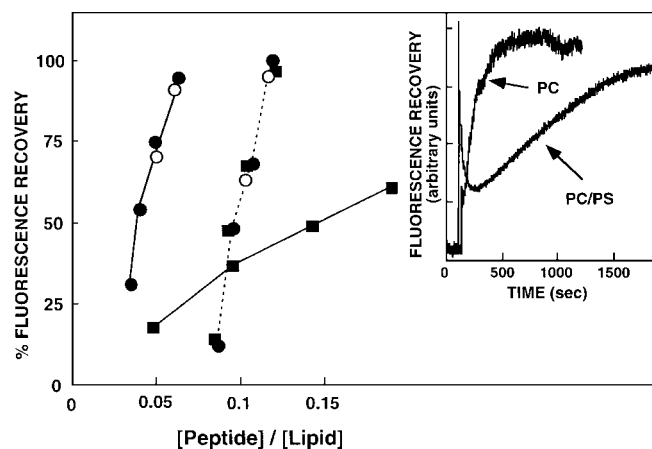 % FLUORESCENCE RECOVERY
100
75
50
25
0
0
0.05
0.1
0.15
[Peptide] / [Lipid]
FLUORESCENCE RECOVERY
(arbitrary units)
PC
PC/PS
0
500
1000
1500
TIME (sec)